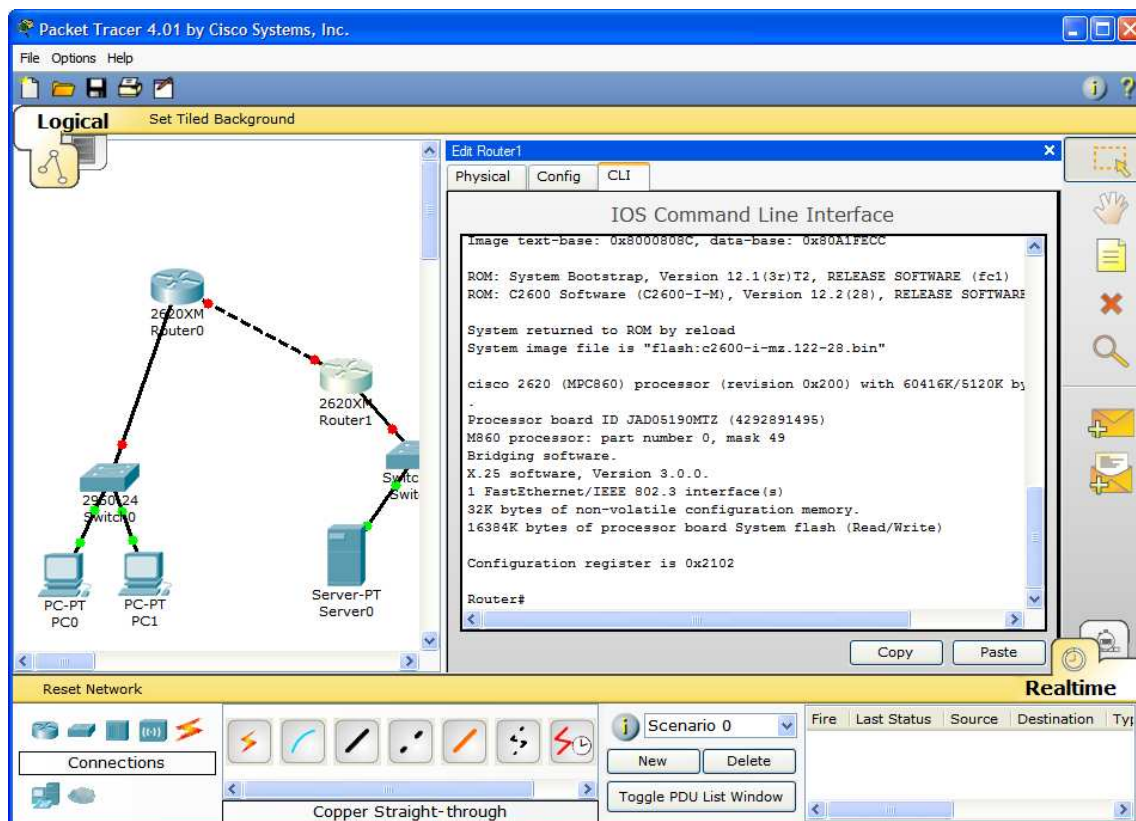 Packet Tracer 4.01 by Cisco Systems, Inc.
File Options Help
Logical
Set Tiled Background
2620XM
Router0
2620XM
Router1
2950-24
Switch0
Switc
Swit
PC-PT
PC0
PC-PT
PC1
Server-PT
Server0
Edit Router1
Physical Config CLI
IOS Command Line Interface
Image text-base: 0x8000808C, data-base: 0x80A1FECC
ROM: System Bootstrap, Version 12.1(3r)T2, RELEASE SOFTWARE (fc1)
ROM: C2600 Software (C2600-I-M), Version 12.2(28), RELEASE SOFTWARE
System returned to ROM by reload
System image file is "flash:c2600-i-mz.122-28.bin"
cisco 2620 (MPC860) processor (revision 0x200) with 60416K/5120K by
.
Processor board ID JAD05190MTZ (4292891495)
M860 processor: part number 0, mask 49
Bridging software.
X.25 software, Version 3.0.0.
1 FastEthernet/IEEE 802.3 interface(s)
32K bytes of non-volatile configuration memory.
16384K bytes of processor board System flash (Read/Write)
Configuration register is 0x2102
Router#
Copy Paste
Reset Network
Realtime
Connections
Copper Straight-through
Scenario 0
New Delete
Toggle PDU List Window
Fire Last Status Source Destination Typ